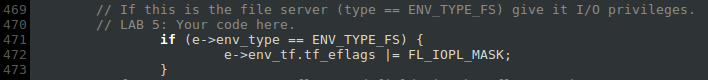 469 // If this is the file server (type == ENV_TYPE_FS) give it I/O privileges.
470 // LAB 5: Your code here.
471 if (e->env_type == ENV_TYPE_FS) {
472 e->env_tf.tf_eflags |= FL_IOPL_MASK;
473 }